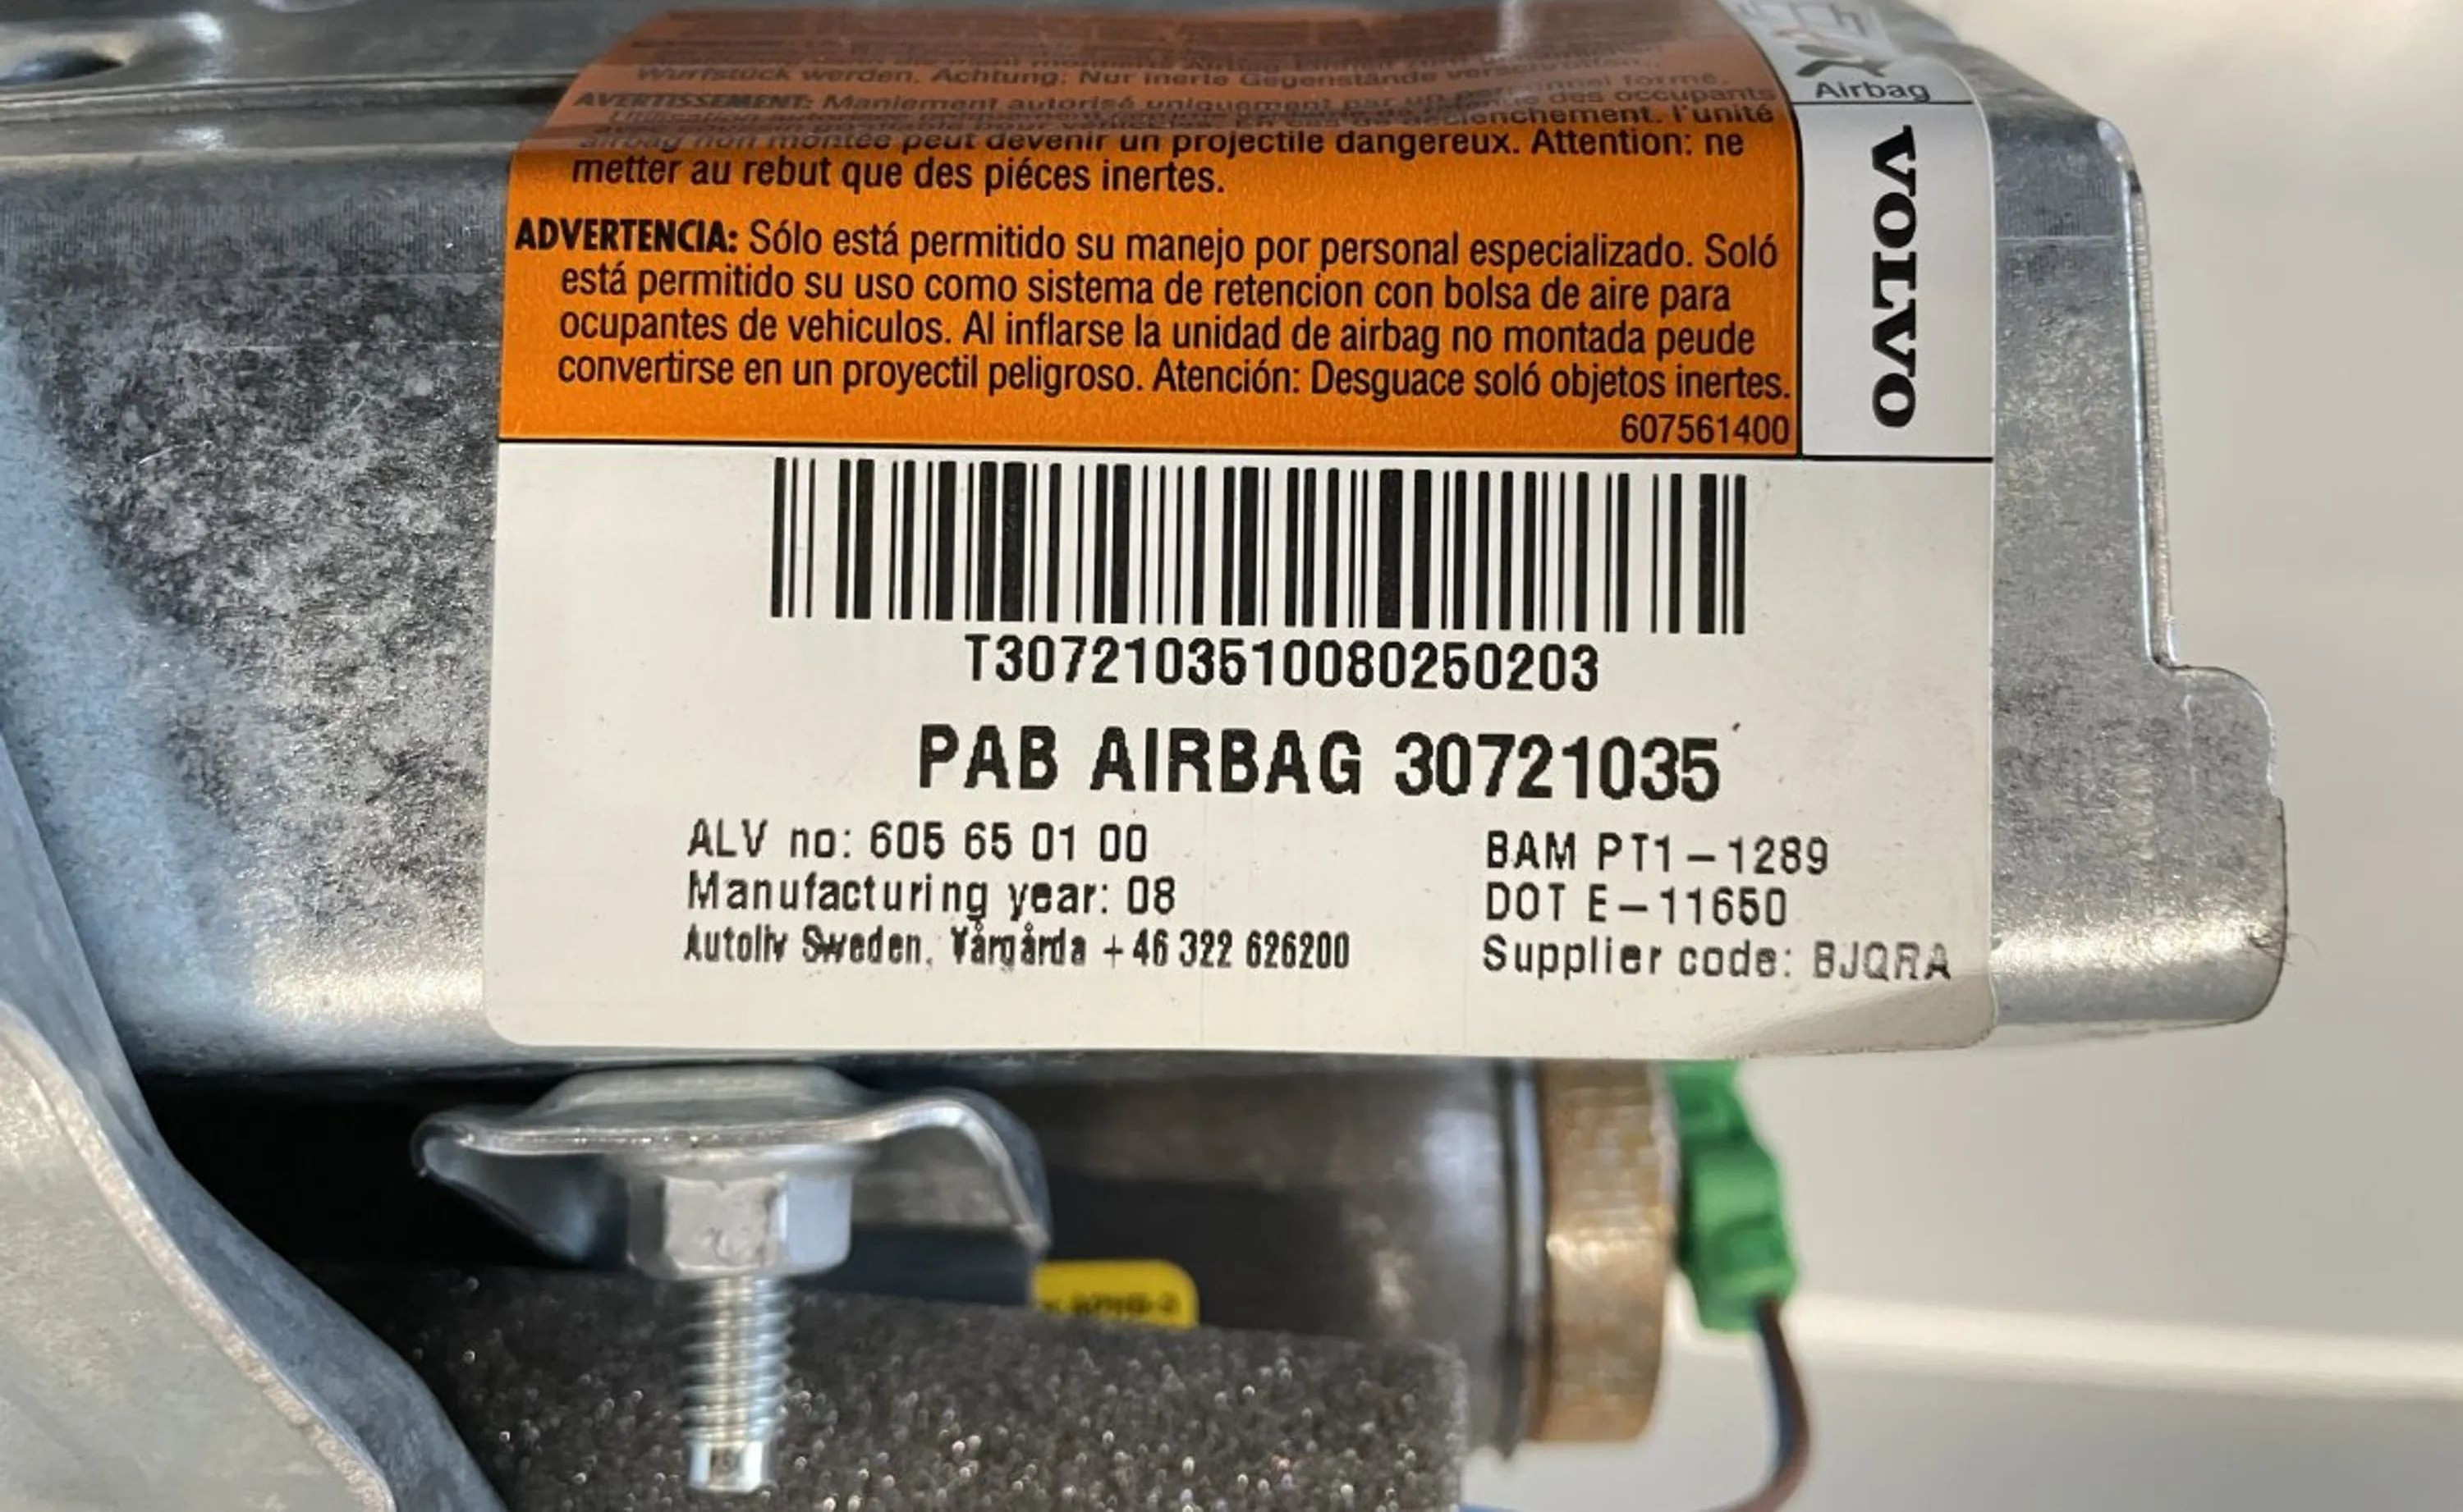 Wurfstück werden. Achtung: Nur inerte Gegenstände verschrotten.
AVERTISSEMENT: Maniement autorisé uniquement par un personnel formé.
des occupants
déclenchement. l'unité
airbag non montée peut devenir un projectile dangereux. Attention: ne
metter au rebut que des piéces inertes.
ADVERTENCIA: Sólo está permitido su manejo por personal especializado. Soló
está permitido su uso como sistema de retencion con bolsa de aire para
ocupantes de vehiculos. Al inflarse la unidad de airbag no montada peude
convertirse en un proyectil peligroso. Atención: Desguace soló objetos inertes.
607561400
Airbag
VOLVO
T3072103510080250203
PAB AIRBAG 30721035
ALV no: 605 65 01 00
Manufacturing year: 08
Autoliv Sweden, Vårgårda +46 322 626200
BAM PT1-1289
DOT E-11650
Supplier code: BJQRA